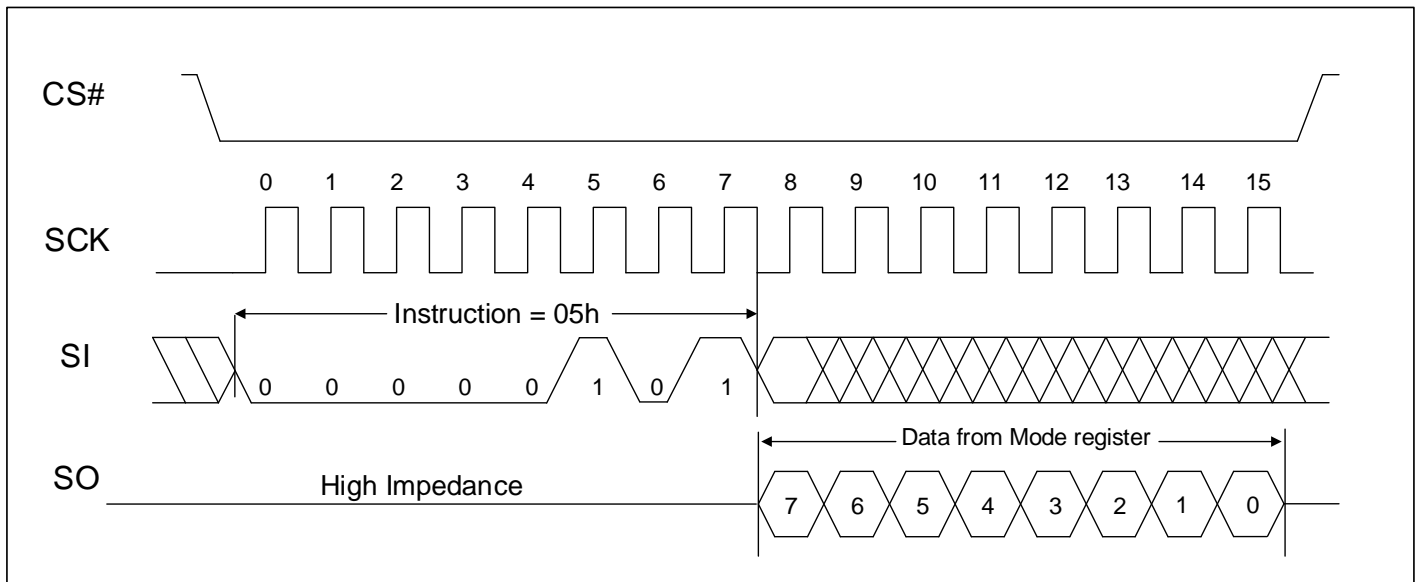 CS#
0 1 2 3 4 5 6 7 8 9 10 11 12 13 14 15
SCK
Instruction = 05h
SI
0 0 0 0 0 1 0 1
Data from Mode register
SO
High Impedance
7 6 5 4 3 2 1 0